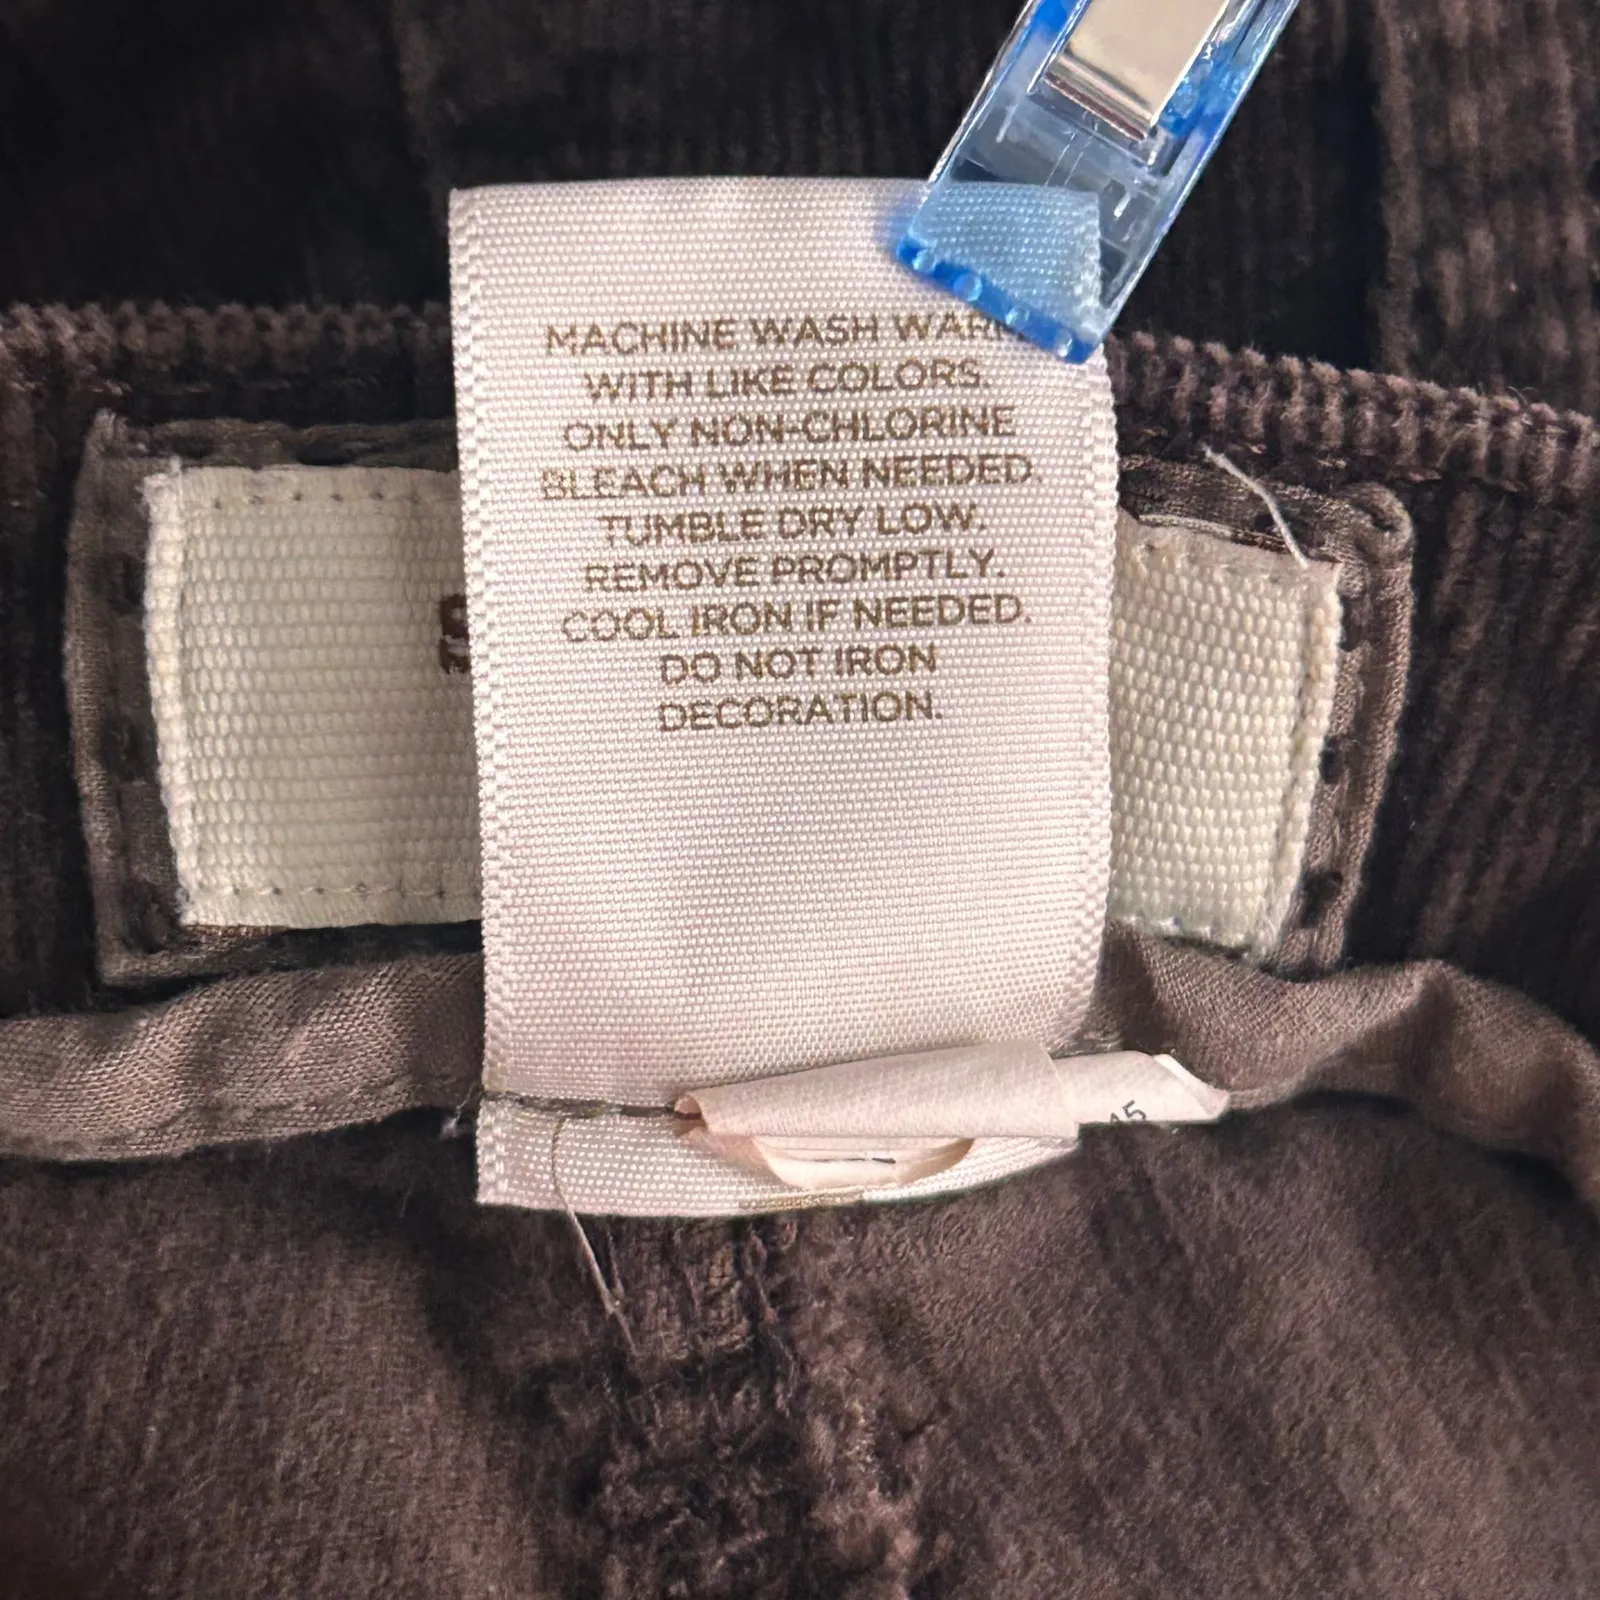 MACHINE WASH WARM
WITH LIKE COLORS.
ONLY NON-CHLORINE
BLEACH WHEN NEEDED.
TUMBLE DRY LOW.
REMOVE PROMPTLY.
COOL IRON IF NEEDED.
DO NOT IRON
DECORATION.